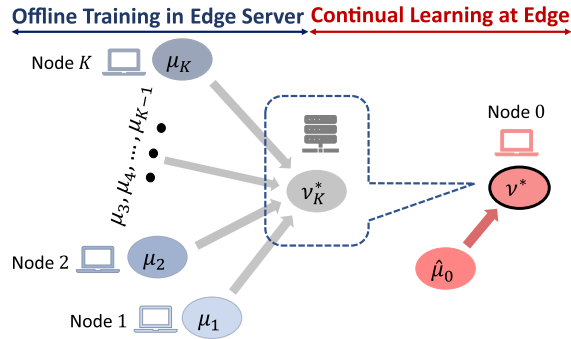 Offline Training in Edge Server
Continual Learning at Edge
Node K
μ_K
μ_3, μ_4, ..., μ_{K−1}
Node 0
ν*_K
ν*
Node 2
μ_2
μ̂_0
Node 1
μ_1